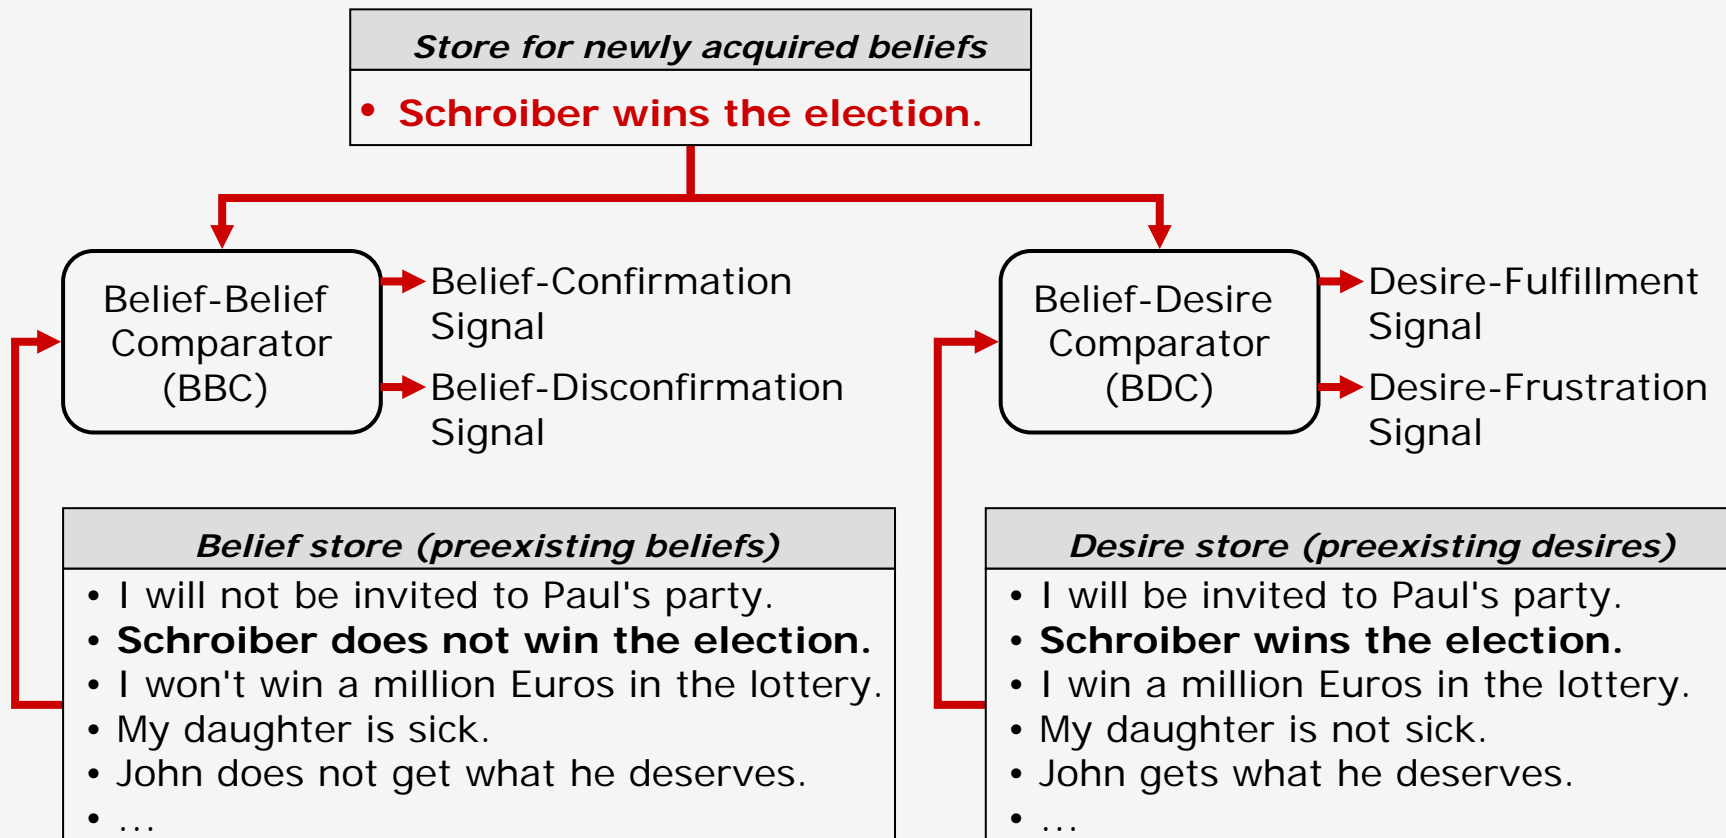 Store for newly acquired beliefs
• Schroiber wins the election.
Belief-Belief
Comparator
(BBC)
Belief-Confirmation
Signal
Belief-Disconfirmation
Signal
Belief-Desire
Comparator
(BDC)
Desire-Fulfillment
Signal
Desire-Frustration
Signal
Belief store (preexisting beliefs)
• I will not be invited to Paul's party.
• Schroiber does not win the election.
• I won't win a million Euros in the lottery.
• My daughter is sick.
• John does not get what he deserves.
• ...
Desire store (preexisting desires)
• I will be invited to Paul's party.
• Schroiber wins the election.
• I win a million Euros in the lottery.
• My daughter is not sick.
• John gets what he deserves.
• ...